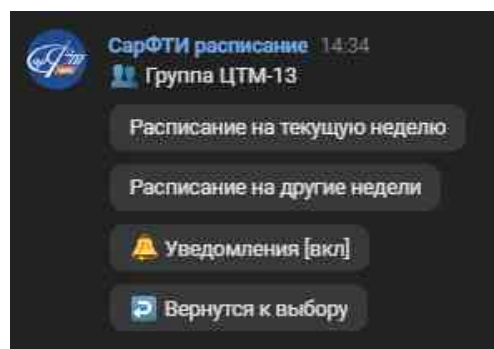 СарФТИ расписание 14:34
Группа ЦТМ-13
Расписание на текущую неделю
Расписание на другие недели
Уведомления [вкл]
Вернутся к выбору